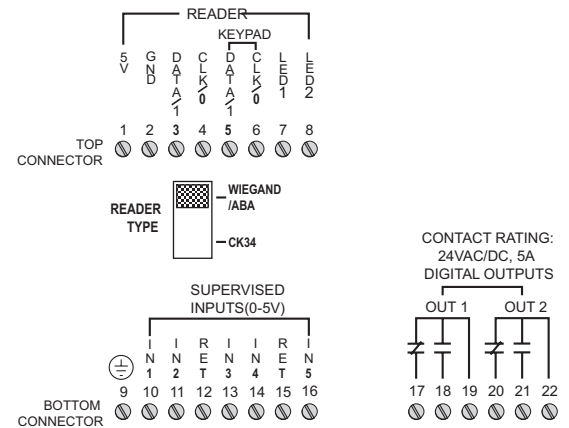 READER
KEYPAD
5V GND DATA/1 CLK/0 DATA/1 CLK/0 LED1 LED2
1 2 3 4 5 6 7 8
TOP
CONNECTOR
READER
TYPE
WIEGAND
/ABA
CK34
CONTACT RATING:
24VAC/DC, 5A
DIGITAL OUTPUTS
OUT 1 OUT 2
SUPERVISED
INPUTS(0-5V)
IN1 IN2 RET IN3 IN4 RET IN5
9 10 11 12 13 14 15 16
17 18 19 20 21 22
BOTTOM
CONNECTOR